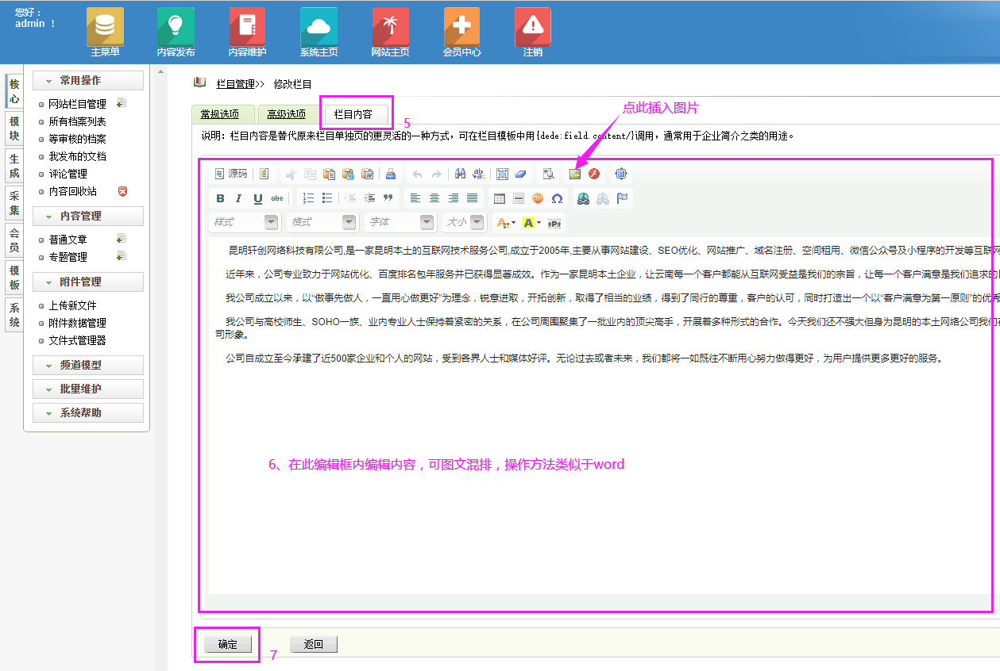 您好：
admin ！
主菜单
内容发布
内容维护
系统主页
网站主页
会员中心
注销
核心
模块
生成
采集
会员
模板
系统
常用操作
网站栏目管理
所有档案列表
等审核的档案
我发布的文档
评论管理
内容回收站
内容管理
普通文章
专题管理
附件管理
上传新文件
附件数据管理
文件式管理器
频道模型
批量维护
系统帮助
栏目管理>> 修改栏目
常规选项
高级选项
栏目内容
5
点此插入图片
说明：栏目内容是替代原来栏目单独页的更灵活的一种方式，可在栏目模板中用{dede:field.content/}调用，通常用于企业简介之类的用途。
源码
B I U abc
样式
格式
字体
大小
昆明轩创网络科技有限公司,是一家昆明本土的互联网技术服务公司,成立于2005年,主要从事网站建设、SEO优化、网站推广、域名注册、空间租用、微信公众号及小程序的开发等互联网
近年来，公司专业致力于网站优化、百度排名包年服务并已获得显著成效。作为一家昆明本土企业，让云南每一个客户都能从互联网受益是我们的宗旨，让每一个客户满意是我们追求的
我公司成立以来，以“做事先做人，一直用心做更好”为理念，锐意进取，开拓创新，取得了相当的业绩，得到了同行的尊重，客户的认可，同时打造出一个以“客户满意为第一原则”的优秀
我公司与高校师生、SOHO一族、业内专业人士保持着紧密的关系，在公司周围聚集了一批业内的顶尖高手，开展着多种形式的合作。今天我们还不强大但身为昆明的本土网络公司我们
司形象。
公司自成立至今承建了近500家企业和个人的网站，受到各界人士和媒体好评。无论过去或者未来，我们都将一如既往不断用心努力做得更好，为用户提供更多更好的服务。
6、在此编辑框内编辑内容，可图文混排，操作方法类似于word
确定
7
返回